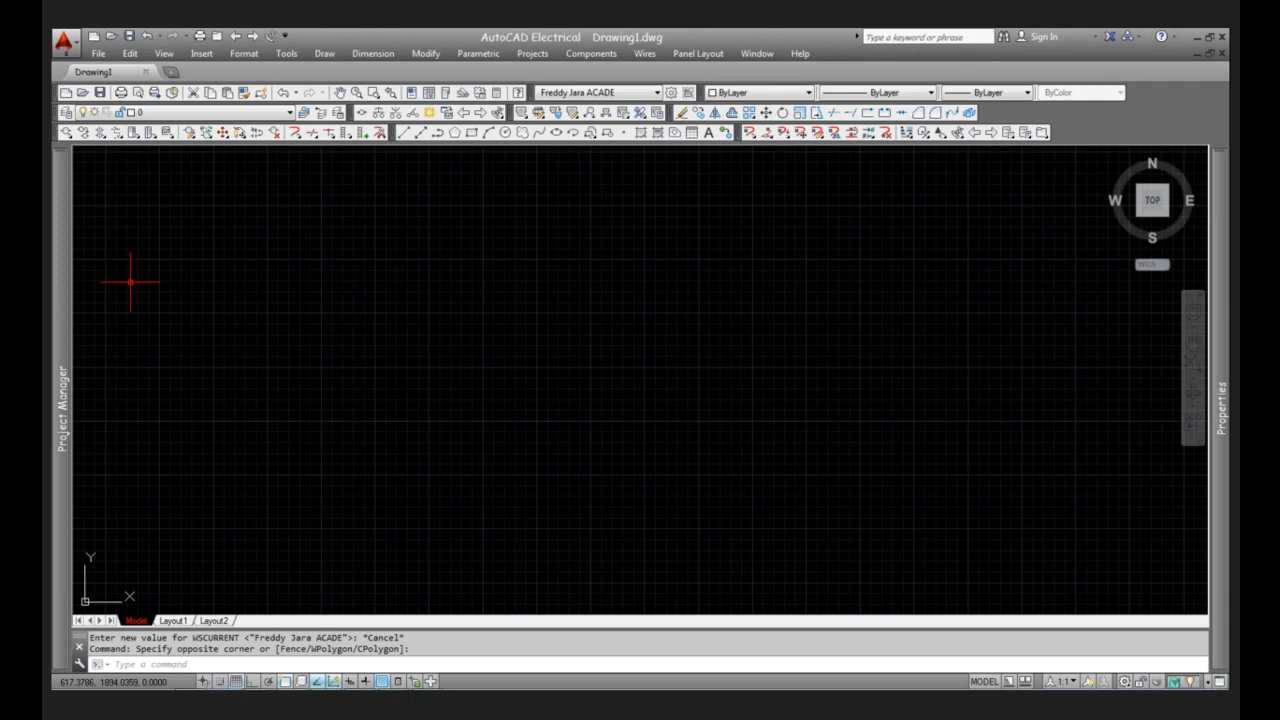 AutoCAD Electrical Drawing1.dwg
Type a keyword or phrase
Sign In
File Edit View Insert Format Tools Draw Dimension Modify Parametric Projects Components Wires Panel Layout Window Help
Drawing1
Freddy Jara ACADE
ByLayer
ByLayer
ByLayer
ByColor
0
N
W
TOP
E
S
WCS
Project Manager
Properties
Y
X
Model Layout1 Layout2
Enter new value for WSCURRENT <"Freddy Jara ACADE">: *Cancel*
Command: Specify opposite corner or [Fence/WPolygon/CPolygon]:
Type a command
617.3786, 1894.0359, 0.0000
MODEL
1:1